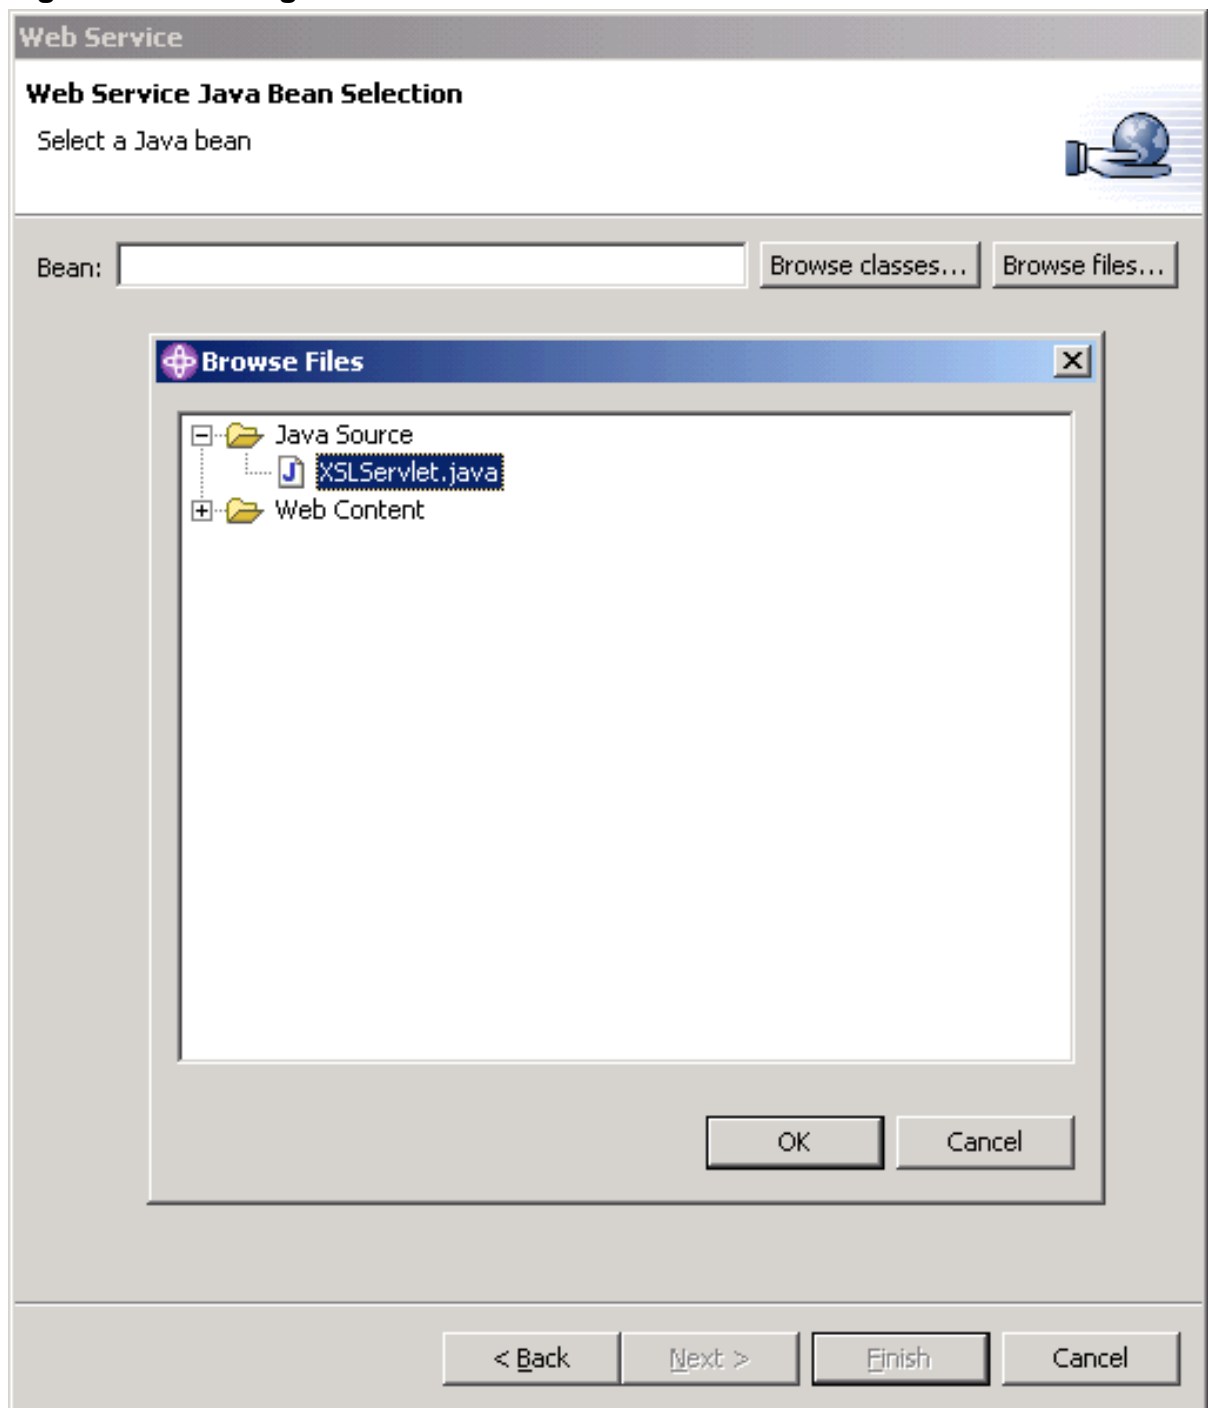 Web Service
Web Service Java Bean Selection
Select a Java bean
Bean: Browse classes... Browse files...
Browse Files
Java Source
XSLServlet.java
Web Content
OK Cancel
< Back Next > Finish Cancel